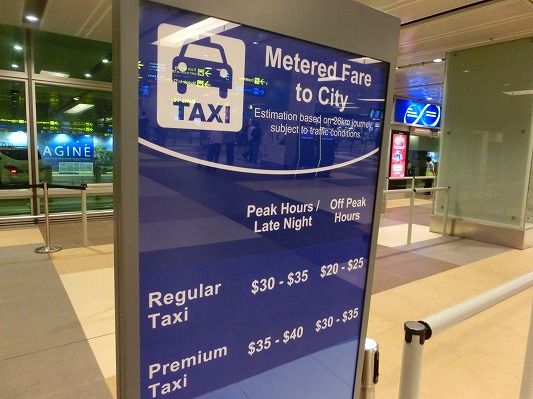 TAXI
Metered Fare
to City
Estimation based on 26km journey,
subject to traffic conditions.
Peak Hours /
Late Night
Off Peak
Hours
Regular
Taxi
$30 - $35
$20 - $25
Premium
Taxi
$35 - $40
$30 - $35
AGINE